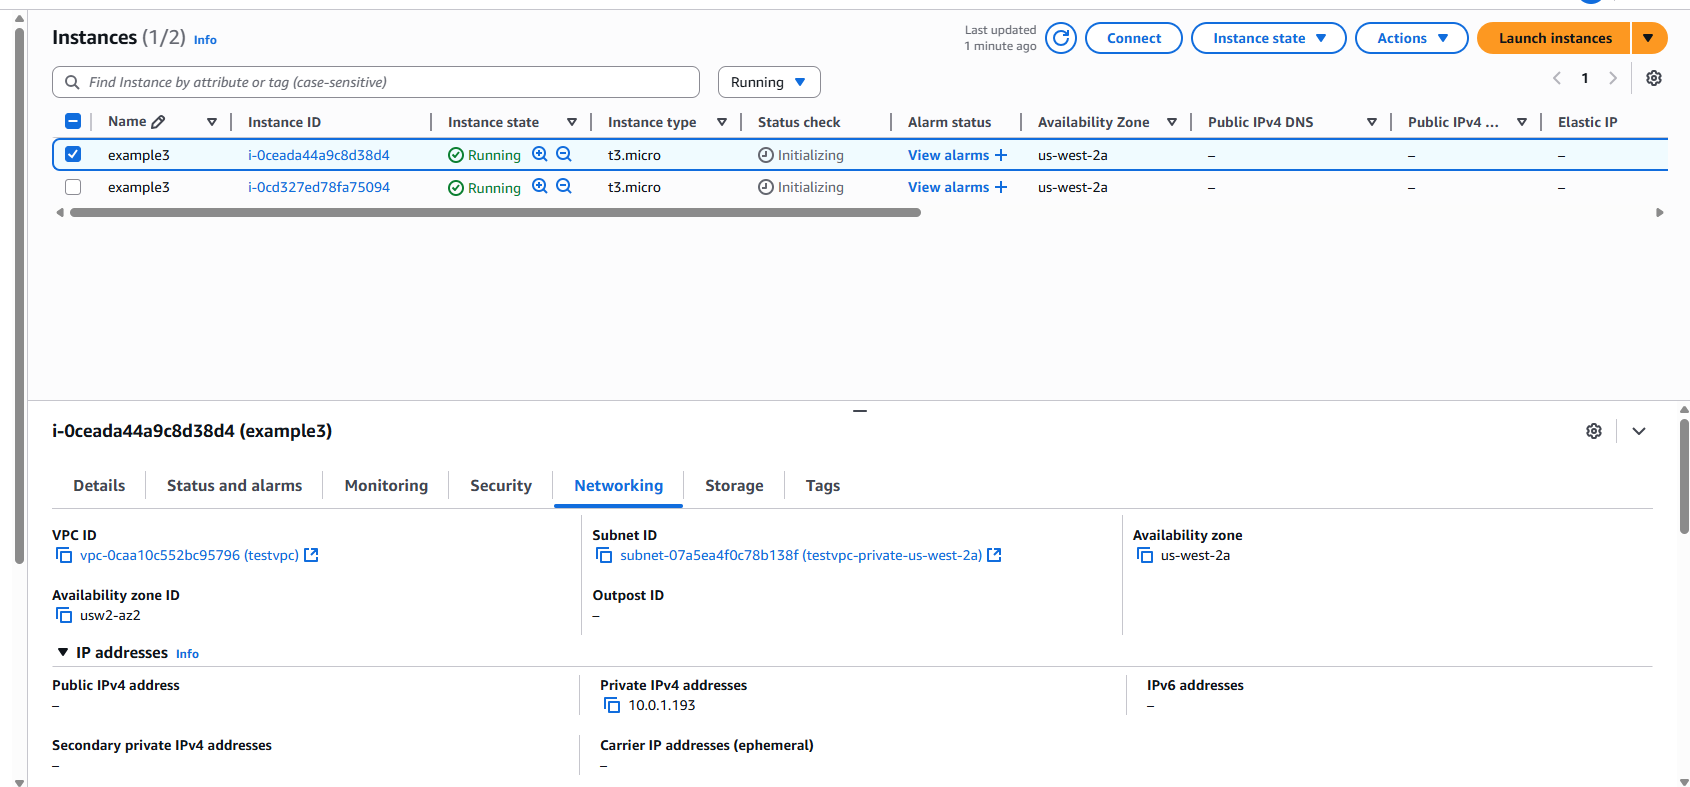 Instances (1/2) Info
Last updated
1 minute ago
Connect
Instance state
Actions
Launch instances
Find Instance by attribute or tag (case-sensitive)
Running
1
Name Instance ID Instance state Instance type Status check Alarm status Availability Zone Public IPv4 DNS Public IPv4 ... Elastic IP
example3 i-0ceada44a9c8d38d4 Running t3.micro Initializing View alarms + us-west-2a – – –
example3 i-0cd327ed78fa75094 Running t3.micro Initializing View alarms + us-west-2a – – –
i-0ceada44a9c8d38d4 (example3)
Details Status and alarms Monitoring Security Networking Storage Tags
VPC ID Subnet ID Availability zone
vpc-0caa10c552bc95796 (testvpc) subnet-07a5ea4f0c78b138f (testvpc-private-us-west-2a) us-west-2a
Availability zone ID Outpost ID
usw2-az2 –
IP addresses Info
Public IPv4 address Private IPv4 addresses IPv6 addresses
– 10.0.1.193 –
Secondary private IPv4 addresses Carrier IP addresses (ephemeral)
– –